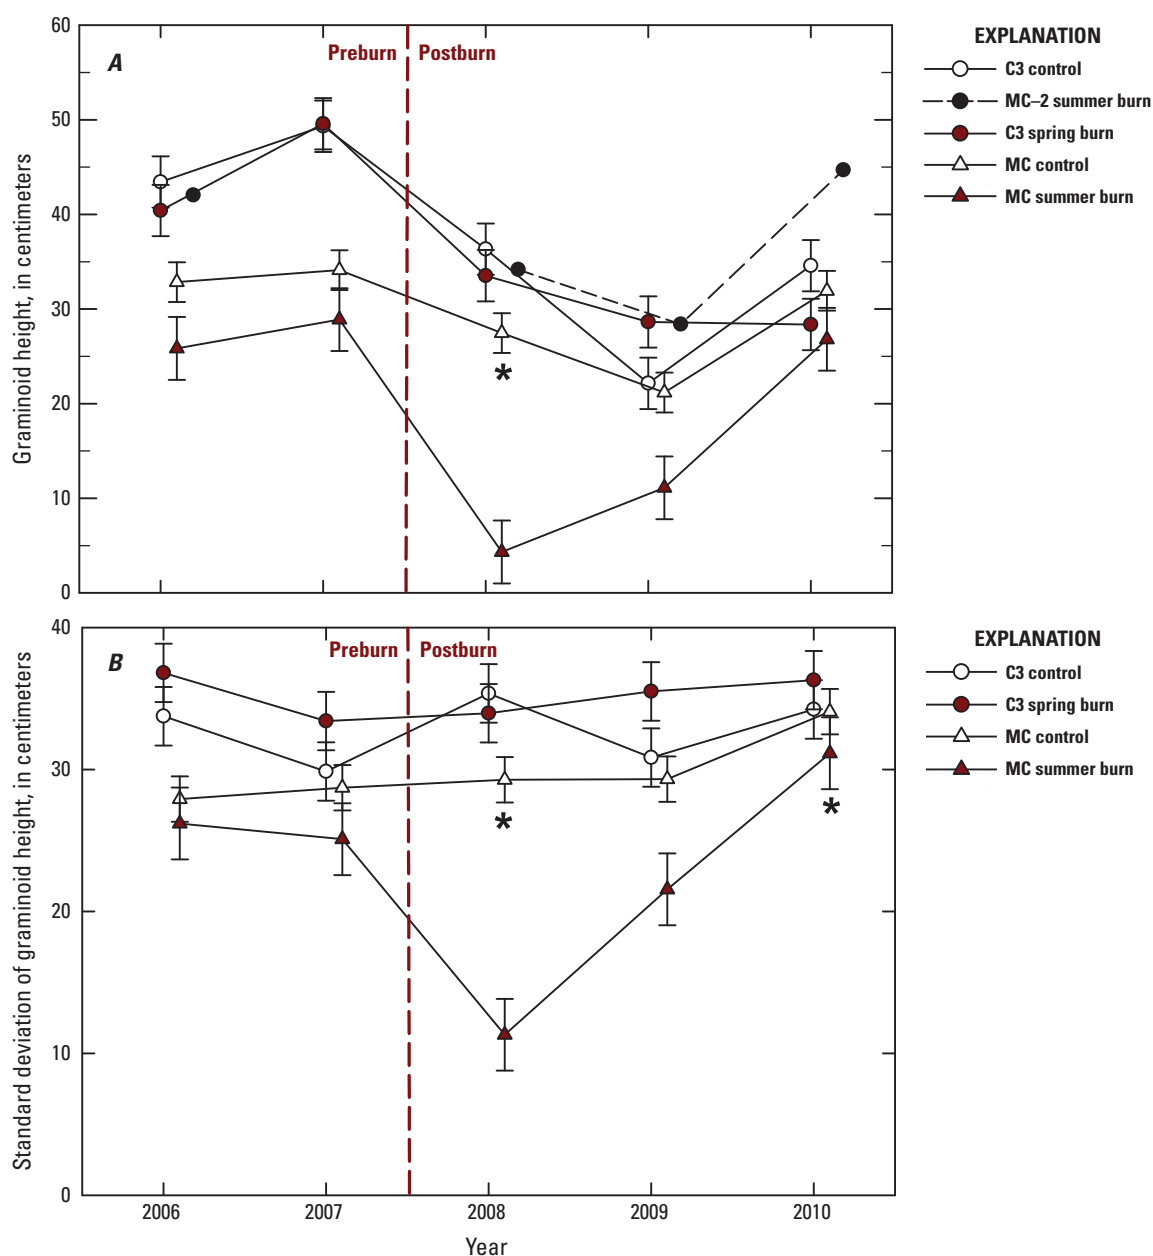 A
Preburn
Postburn
60
50
40
30
20
10
0
Graminoid height, in centimeters
*
EXPLANATION
C3 control
MC–2 summer burn
C3 spring burn
MC control
MC summer burn
B
Preburn
Postburn
40
30
20
10
0
Standard deviation of graminoid height, in centimeters
*
*
2006 2007 2008 2009 2010
Year
EXPLANATION
C3 control
C3 spring burn
MC control
MC summer burn